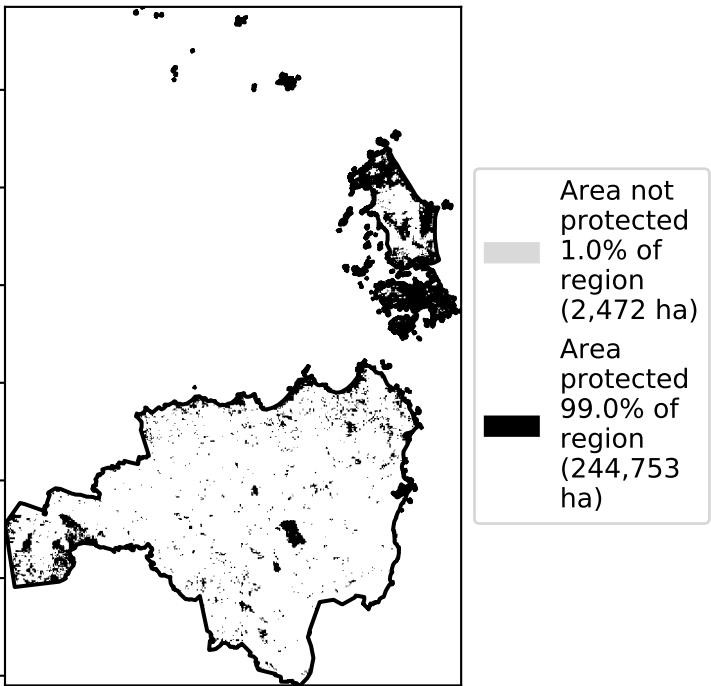 Area not
protected
1.0% of
region
(2,472 ha)
Area
protected
99.0% of
region
(244,753
ha)